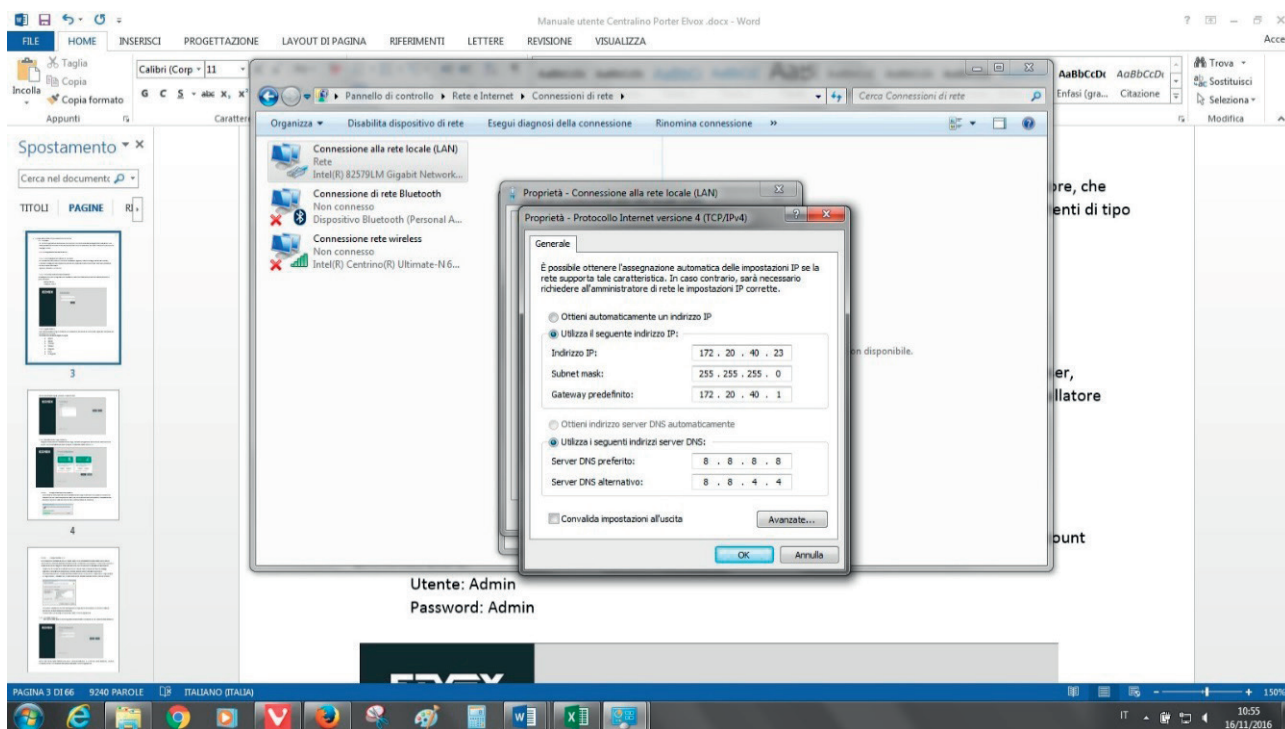 Manuale utente Centralino Porter Elvox .docx - Word
FILE HOME INSERISCI PROGETTAZIONE LAYOUT DI PAGINA RIFERIMENTI LETTERE REVISIONE VISUALIZZA
Acce
Incolla
Taglia
Copia
Copia formato
Appunti
Calibri (Corp 11
G C S abc X, X
Caratter
AaBbCcDc AaBbCcDc
Enfasi (gra... Citazione
Trova
Sostituisci
Seleziona
Modifica
Spostamento
Cerca nel documento
TITOLI PAGINE RI
3
4
Pannello di controllo Rete e Internet Connessioni di rete
Cerca Connessioni di rete
Organizza Disabilita dispositivo di rete Esegui diagnosi della connessione Rinomina connessione »
Connessione alla rete locale (LAN)
Rete
Intel(R) 82579LM Gigabit Network...
Connessione di rete Bluetooth
Non connesso
Dispositivo Bluetooth (Personal A...
Connessione rete wireless
Non connesso
Intel(R) Centrino(R) Ultimate-N 6...
Proprietà - Connessione alla rete locale (LAN)
Proprietà - Protocollo Internet versione 4 (TCP/IPv4)
Generale
È possibile ottenere l'assegnazione automatica delle impostazioni IP se la
rete supporta tale caratteristica. In caso contrario, sarà necessario
richiedere all'amministratore di rete le impostazioni IP corrette.
Ottieni automaticamente un indirizzo IP
Utilizza il seguente indirizzo IP:
Indirizzo IP: 172 . 20 . 40 . 23
Subnet mask: 255 . 255 . 255 . 0
Gateway predefinito: 172 . 20 . 40 . 1
Ottieni indirizzo server DNS automaticamente
Utilizza i seguenti indirizzi server DNS:
Server DNS preferito: 8 . 8 . 8 . 8
Server DNS alternativo: 8 . 8 . 4 . 4
Convalida impostazioni all'uscita
Avanzate...
OK Annulla
on disponibile.
ore, che
enti di tipo
er,
llatore
ount
Utente: Admin
Password: Admin
PAGINA 3 DI 66 9240 PAROLE ITALIANO (ITALIA)
150%
IT
10:55
16/11/2016